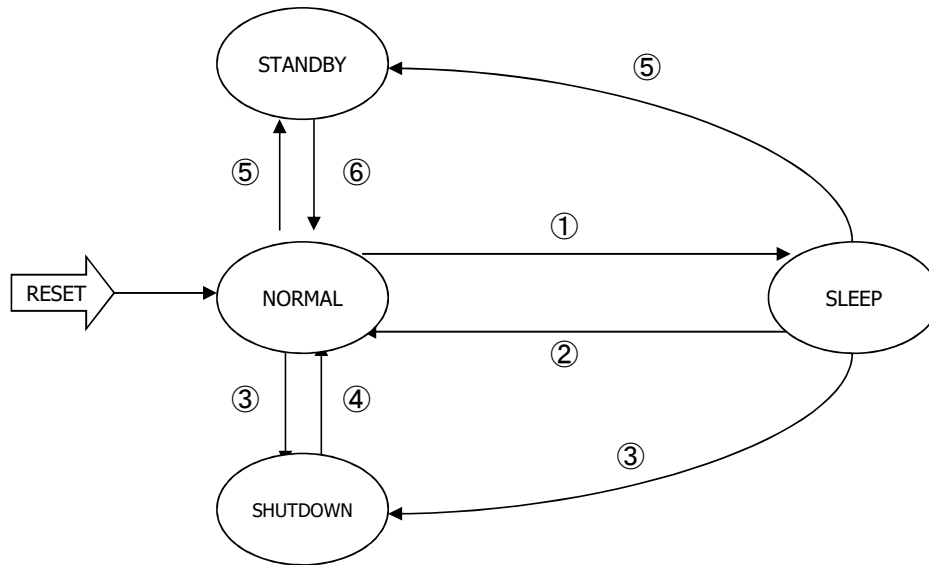 STANDBY
⑤
⑤
⑥
①
RESET
NORMAL
SLEEP
②
③
④
③
SHUTDOWN